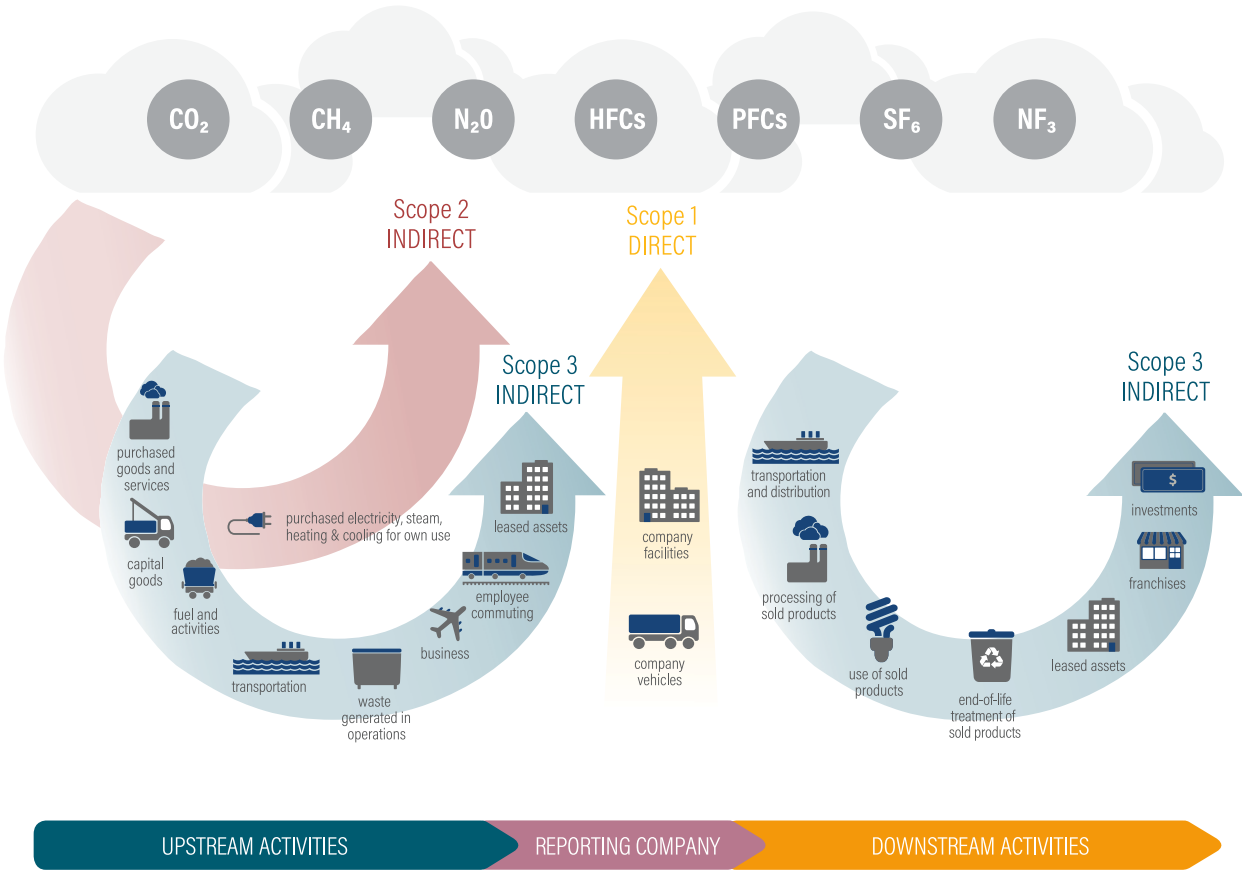 CO₂
CH₄
N₂O
HFCs
PFCs
SF₆
NF₃
Scope 2
INDIRECT
Scope 1
DIRECT
Scope 3
INDIRECT
Scope 3
INDIRECT
purchased
goods and
services
capital
goods
fuel and
activities
transportation
waste
generated in
operations
business
employee
commuting
leased assets
purchased electricity, steam,
heating & cooling for own use
company
facilities
company
vehicles
transportation
and distribution
processing of
sold products
use of sold
products
end-of-life
treatment of
sold products
leased assets
franchises
$
investments
UPSTREAM ACTIVITIES
REPORTING COMPANY
DOWNSTREAM ACTIVITIES